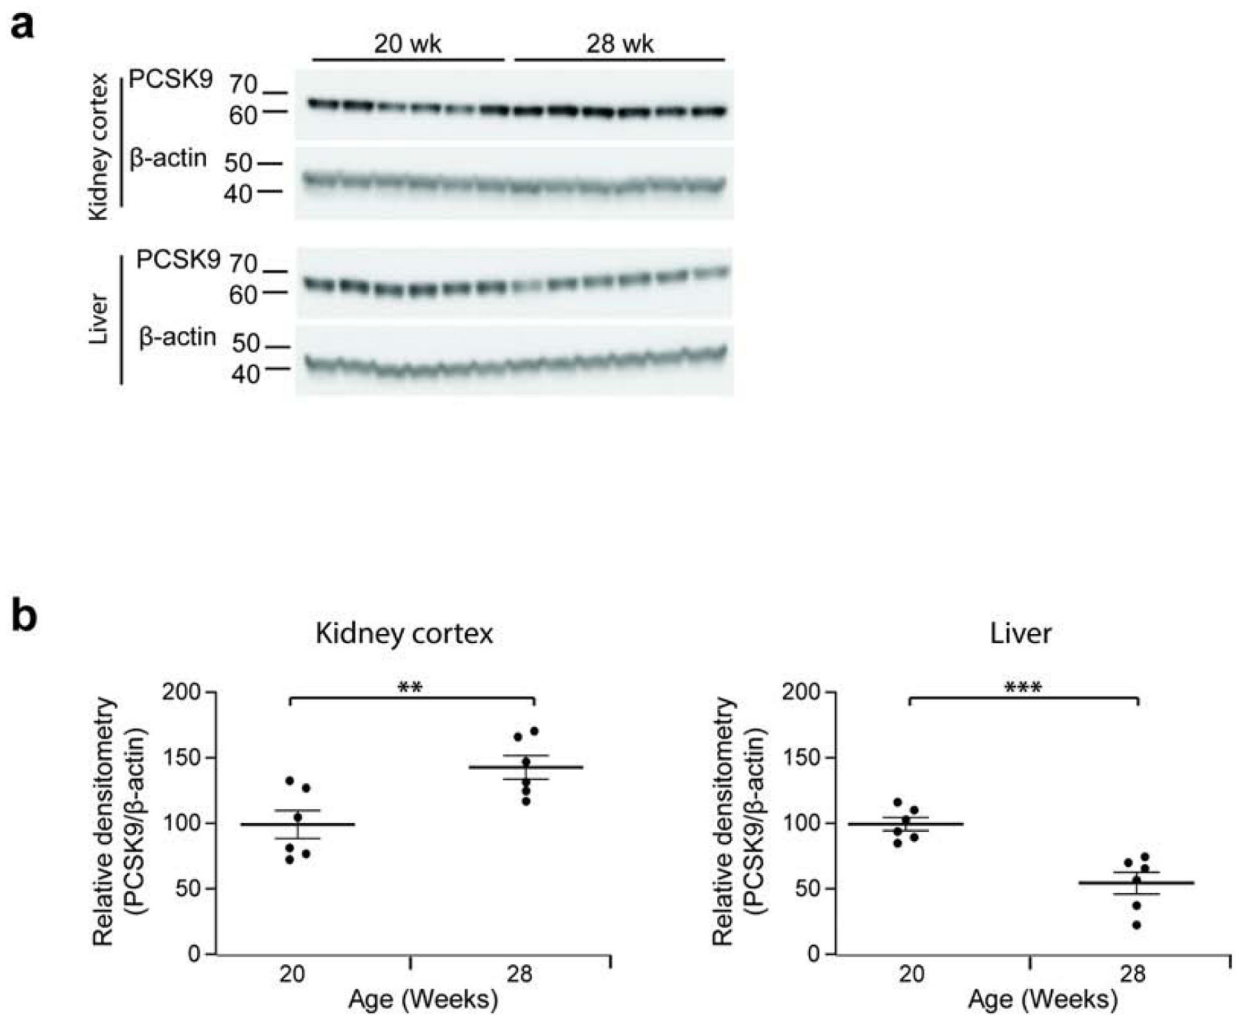 a
20 wk 28 wk
Kidney cortex
PCSK9 70
60
β-actin 50
40
Liver
PCSK9 70
60
β-actin 50
40
b
Kidney cortex
Relative densitometry
(PCSK9/β-actin)
200
150
100
50
0
**
20 28
Age (Weeks)
Liver
Relative densitometry
(PCSK9/β-actin)
200
150
100
50
0
***
20 28
Age (Weeks)